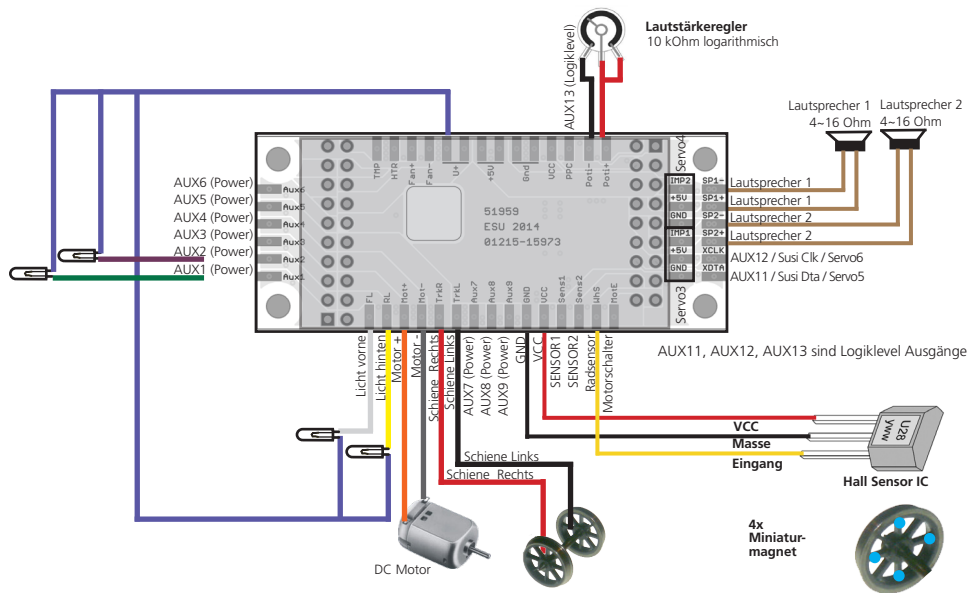 Lautstärkeregler
10 kOhm logarithmisch
AUX13 (Logiklevel)
Lautsprecher 1
4~16 Ohm
Lautsprecher 2
4~16 Ohm
Servo4
TMP
HTR
Fan+
Fan-
U+
+5V
Gnd
VCC
PPC
Poti-
Poti+
AUX6 (Power)
AUX5 (Power)
AUX4 (Power)
AUX3 (Power)
AUX2 (Power)
AUX1 (Power)
Aux6
Aux5
Aux4
Aux3
Aux2
Aux1
51959
ESU 2014
01215-15973
IMP2
+5V
GND
IMP1
+5V
GND
SP1-
SP1+
SP2-
SP2+
XCLK
XDTA
Lautsprecher 1
Lautsprecher 1
Lautsprecher 2
Lautsprecher 2
AUX12 / Susi Clk / Servo6
AUX11 / Susi Dta / Servo5
Servo3
FL
RL
Mot+
Mot-
TrkR
TrkL
Aux7
Aux8
Aux9
GND
VCC
Sens1
Sens2
WhS
MotE
Licht vorne
Licht hinten
Motor +
Motor -
Schiene Rechts
Schiene Links
AUX7 (Power)
AUX8 (Power)
AUX9 (Power)
GND
VCC
SENSOR1
SENSOR2
Radsensor
Motorschalter
AUX11, AUX12, AUX13 sind Logiklevel Ausgänge
VCC
Masse
Eingang
U28
yww
Hall Sensor IC
Schiene Links
Schiene Rechts
DC Motor
4x
Miniatur-
magnet